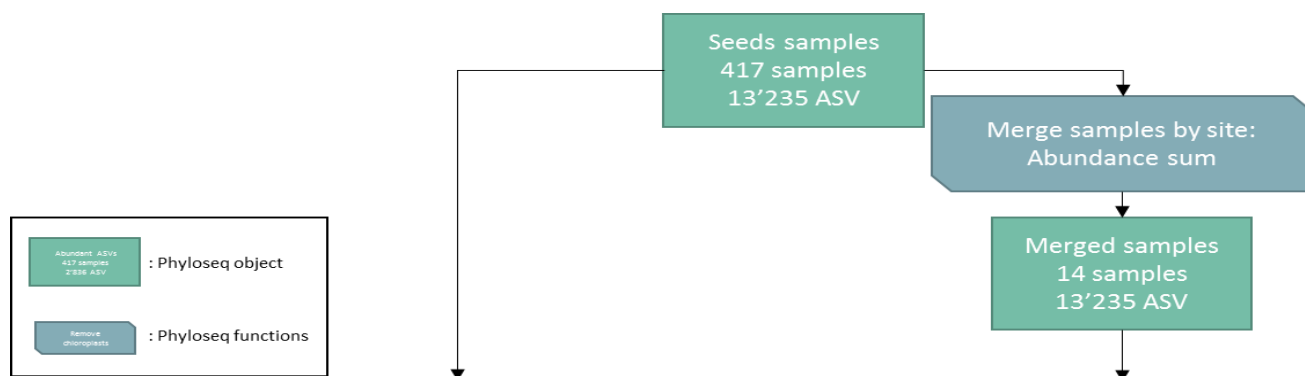 Seeds samples
417 samples
13’235 ASV
Merge samples by site:
Abundance sum
Merged samples
14 samples
13’235 ASV
Abundant ASVs
417 samples
2’836 ASV
: Phyloseq object
Remove
chloroplasts
: Phyloseq functions